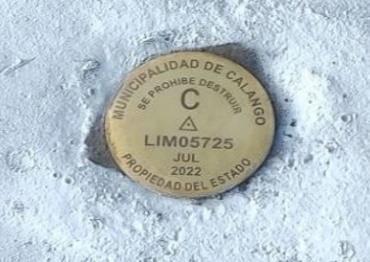 MUNICIPALIDAD DE CALANGO
SE PROHIBE DESTRUIR
C
LIM05725
JUL
2022
PROPIEDAD DEL ESTADO